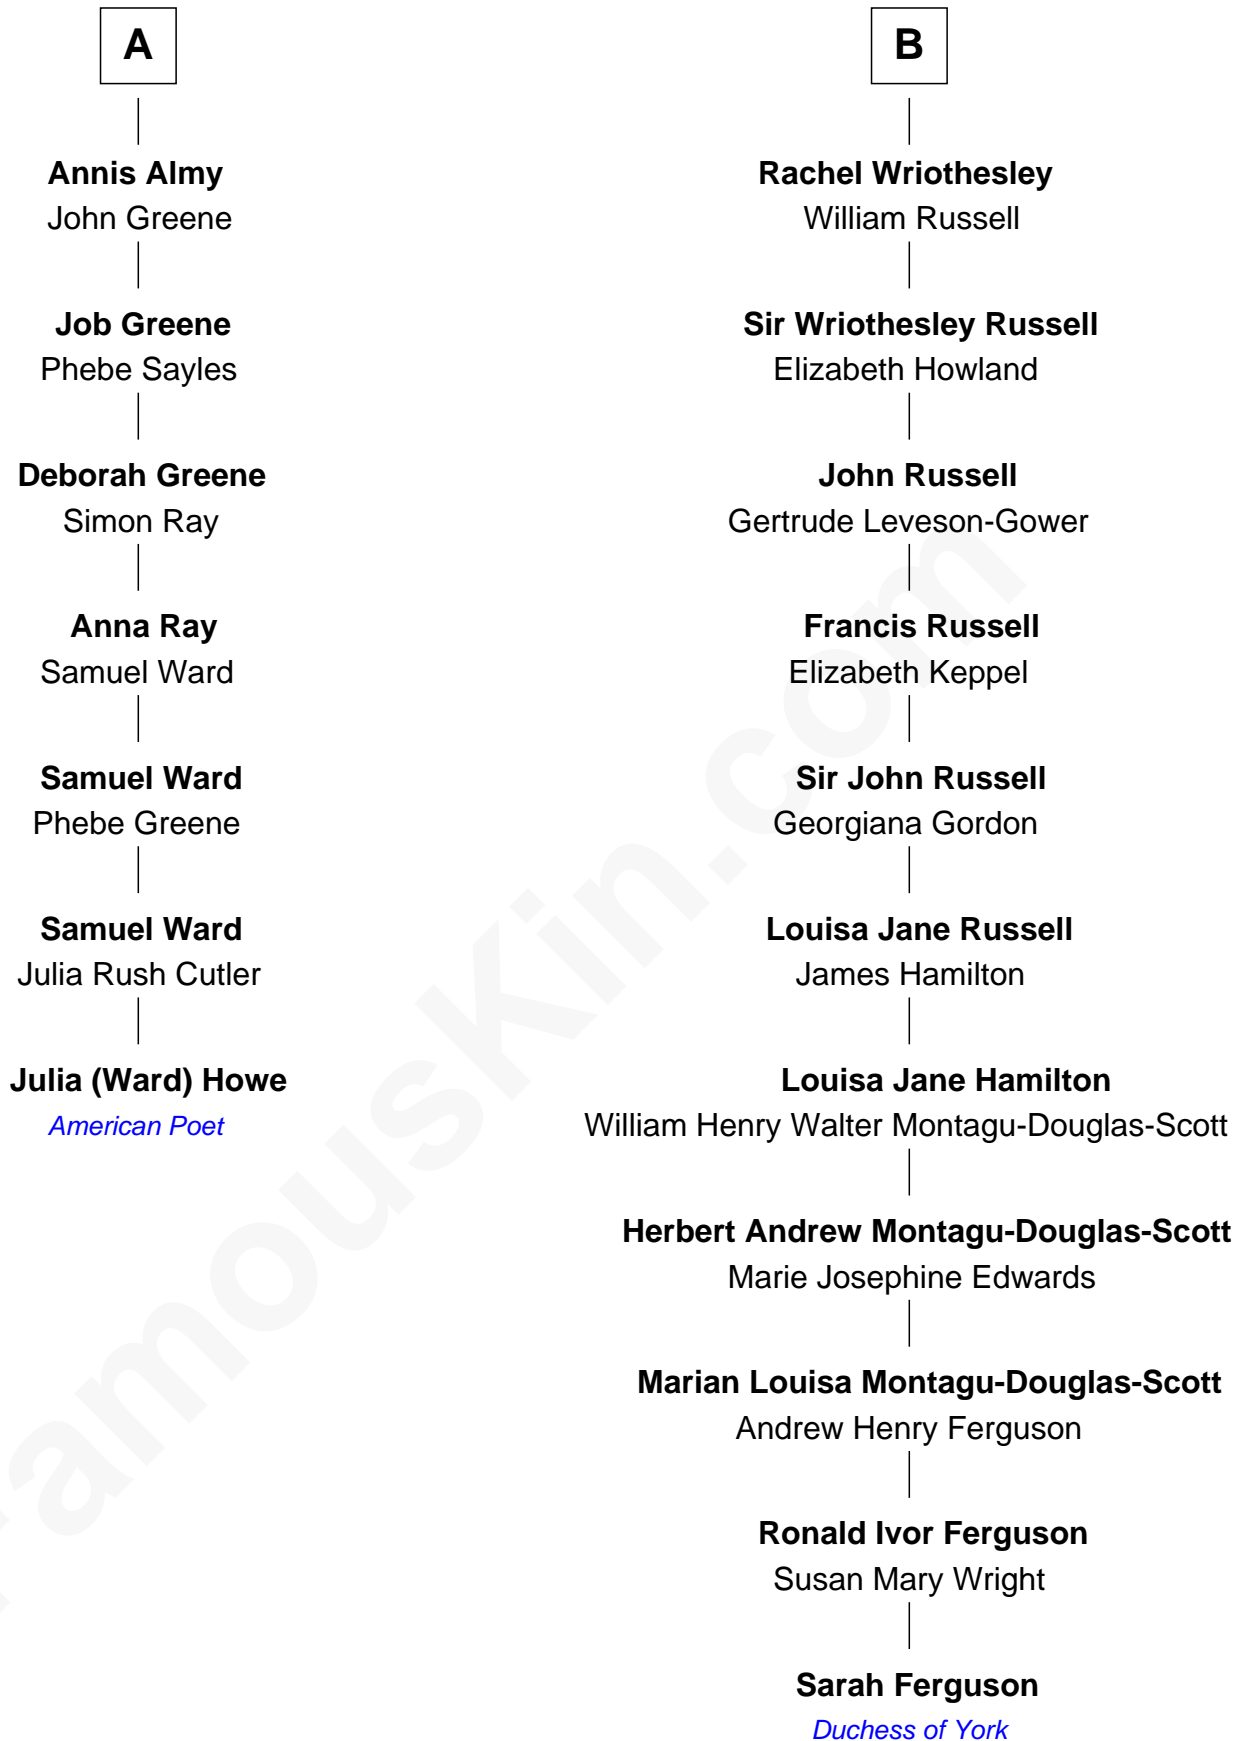 A
Annis Almy
John Greene
Job Greene
Phebe Sayles
Deborah Greene
Simon Ray
Anna Ray
Samuel Ward
Samuel Ward
Phebe Greene
Samuel Ward
Julia Rush Cutler
Julia (Ward) Howe
American Poet
B
Rachel Wriothesley
William Russell
Sir Wriothesley Russell
Elizabeth Howland
John Russell
Gertrude Leveson-Gower
Francis Russell
Elizabeth Keppel
Sir John Russell
Georgiana Gordon
Louisa Jane Russell
James Hamilton
Louisa Jane Hamilton
William Henry Walter Montagu-Douglas-Scott
Herbert Andrew Montagu-Douglas-Scott
Marie Josephine Edwards
Marian Louisa Montagu-Douglas-Scott
Andrew Henry Ferguson
Ronald Ivor Ferguson
Susan Mary Wright
Sarah Ferguson
Duchess of York
FamousKin.com